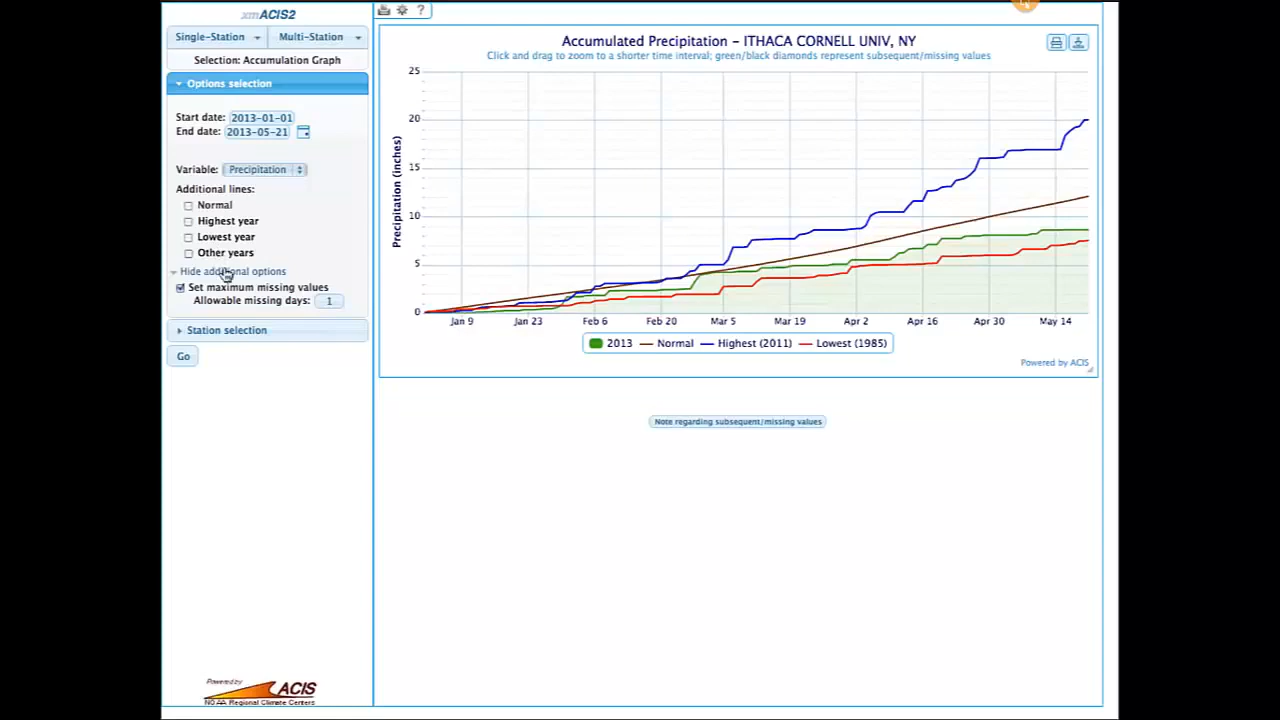 xmACIS2
Single-Station
Multi-Station
Selection: Accumulation Graph
Options selection
Start date: 2013-01-01
End date: 2013-05-21
Variable: Precipitation
Additional lines:
Normal
Highest year
Lowest year
Other years
Hide additional options
Set maximum missing values
Allowable missing days: 1
Station selection
Go
Powered by
ACIS
NOAA Regional Climate Centers
?
Accumulated Precipitation - ITHACA CORNELL UNIV, NY
Click and drag to zoom to a shorter time interval; green/black diamonds represent subsequent/missing values
Precipitation (inches)
25
20
15
10
5
0
Jan 9 Jan 23 Feb 6 Feb 20 Mar 5 Mar 19 Apr 2 Apr 16 Apr 30 May 14
2013 Normal Highest (2011) Lowest (1985)
Powered by ACIS
Note regarding subsequent/missing values